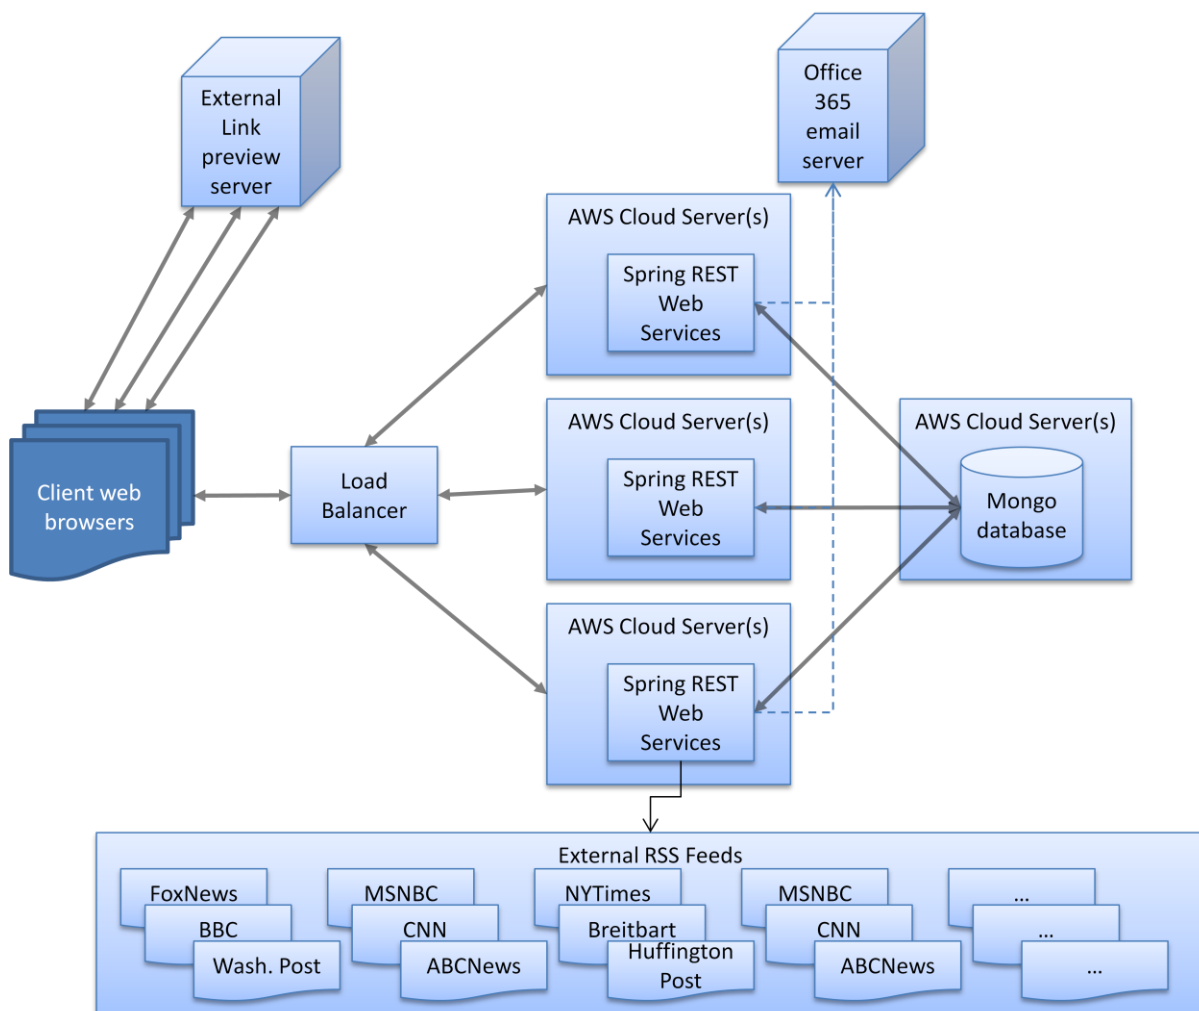 External
Link
preview
server
Office
365
email
server
AWS Cloud Server(s)
Spring REST
Web
Services
Client web
browsers
Load
Balancer
AWS Cloud Server(s)
Spring REST
Web
Services
AWS Cloud Server(s)
Mongo
database
AWS Cloud Server(s)
Spring REST
Web
Services
External RSS Feeds
FoxNews
BBC
Wash. Post
MSNBC
CNN
ABCNews
NYTimes
Breitbart
Huffington
Post
MSNBC
CNN
ABCNews
...
...
...